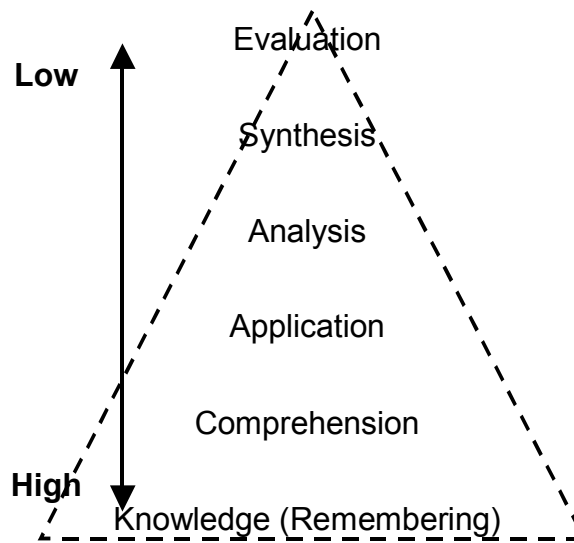 Evaluation
Low
Synthesis
Analysis
Application
Comprehension
High
Knowledge (Remembering)